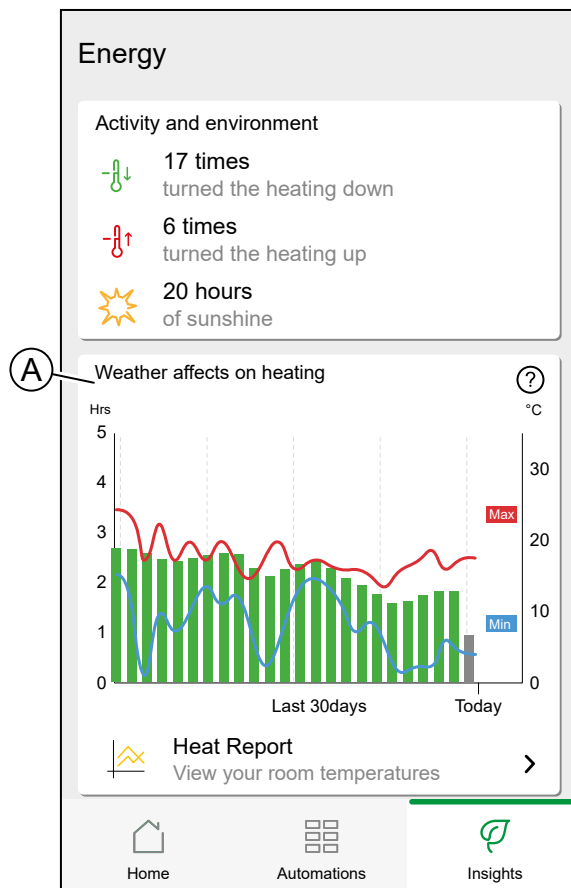 Energy
Activity and environment
17 times
turned the heating down
6 times
turned the heating up
20 hours
of sunshine
A
Weather affects on heating
?
Hrs
°C
5
4
3
2
1
0
30
20
10
0
Max
Min
Last 30days
Today
Heat Report
View your room temperatures
Home
Automations
Insights